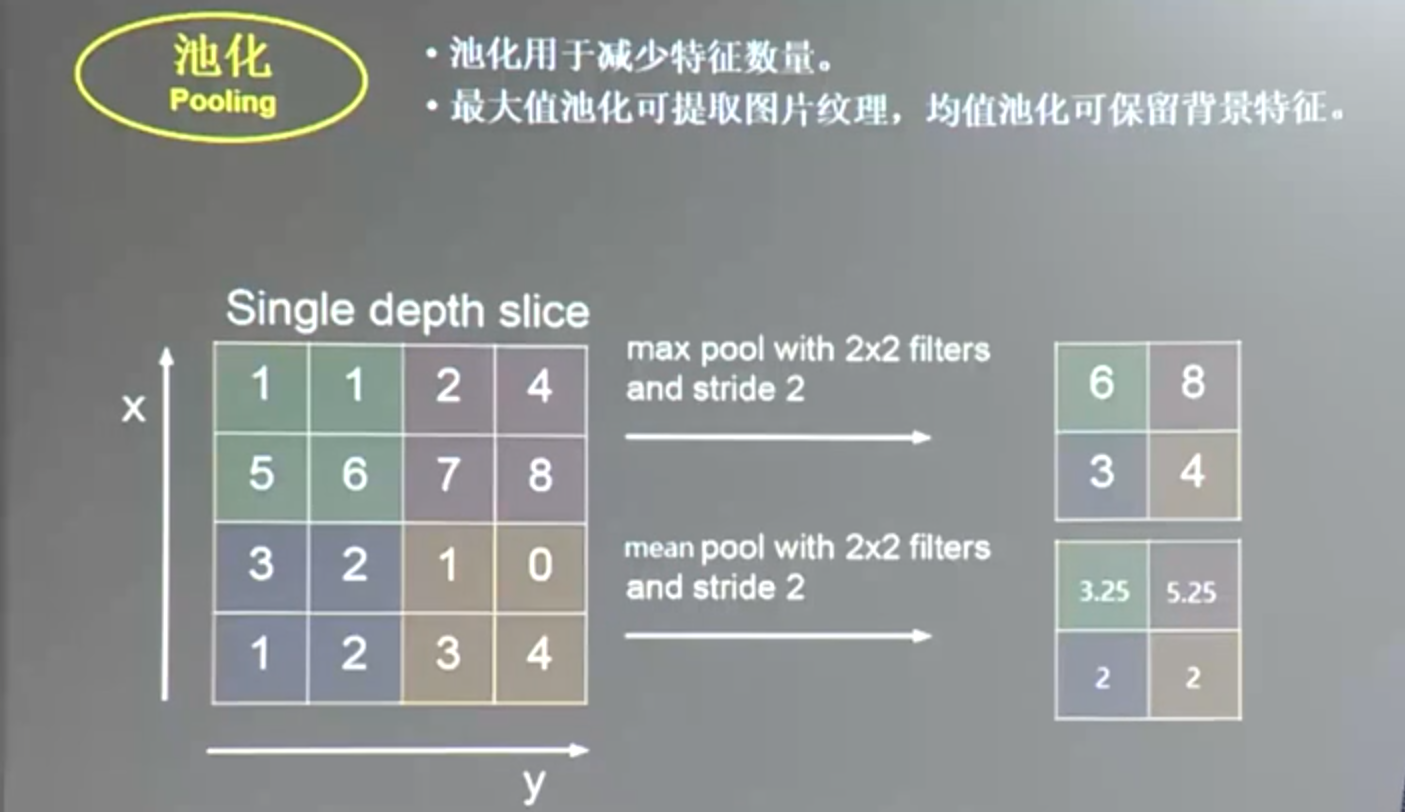 池化
Pooling
• 池化用于减少特征数量。
• 最大值池化可提取图片纹理，均值池化可保留背景特征。
Single depth slice
x
1 1 2 4
5 6 7 8
3 2 1 0
1 2 3 4
y
max pool with 2x2 filters
and stride 2
6 8
3 4
mean pool with 2x2 filters
and stride 2
3.25 5.25
2 2